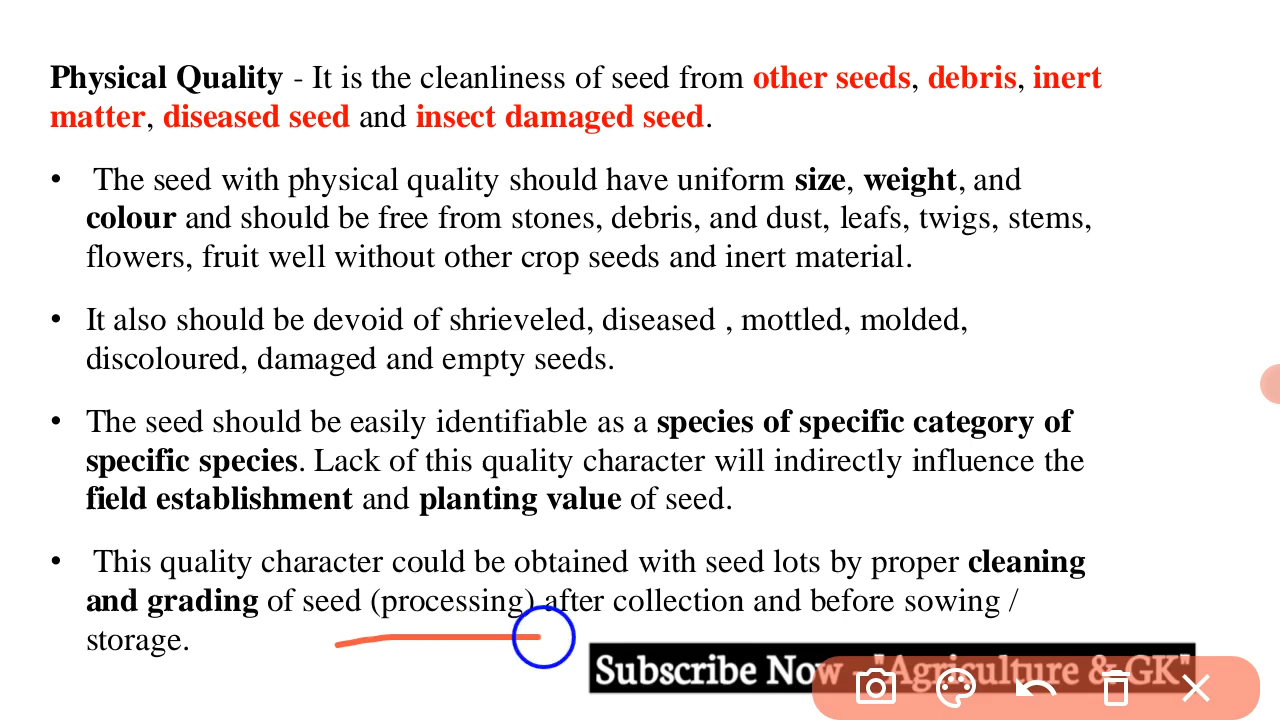 Physical Quality - It is the cleanliness of seed from other seeds, debris, inert
matter, diseased seed and insect damaged seed.
• The seed with physical quality should have uniform size, weight, and
colour and should be free from stones, debris, and dust, leafs, twigs, stems,
flowers, fruit well without other crop seeds and inert material.
• It also should be devoid of shrieveled, diseased , mottled, molded,
discoloured, damaged and empty seeds.
• The seed should be easily identifiable as a species of specific category of
specific species. Lack of this quality character will indirectly influence the
field establishment and planting value of seed.
• This quality character could be obtained with seed lots by proper cleaning
and grading of seed (processing) after collection and before sowing /
storage.
Subscribe Now - "Agriculture & GK"